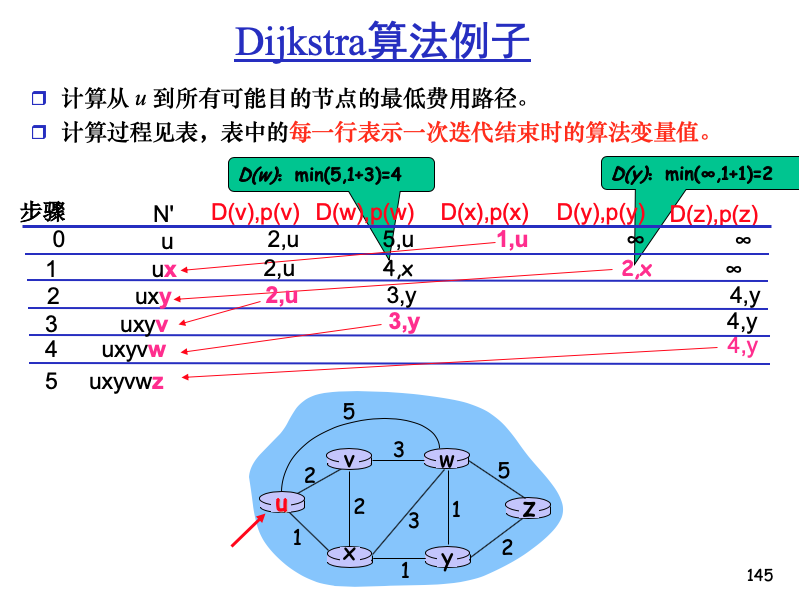 Dijkstra算法例子
计算从 u 到所有可能目的节点的最低费用路径。
计算过程见表，表中的每一行表示一次迭代结束时的算法变量值。
D(w): min(5,1+3)=4
D(y): min(∞,1+1)=2
步骤 N' D(v),p(v) D(w),p(w) D(x),p(x) D(y),p(y) D(z),p(z)
0 u 2,u 5,u 1,u ∞ ∞
1 ux 2,u 4,x 2,x ∞
2 uxy 2,u 3,y 4,y
3 uxyv 3,y 4,y
4 uxyvw 4,y
5 uxyvwz
5
v 3 w
2 5
u 2 3 1 z
1 2
x 1 y
145